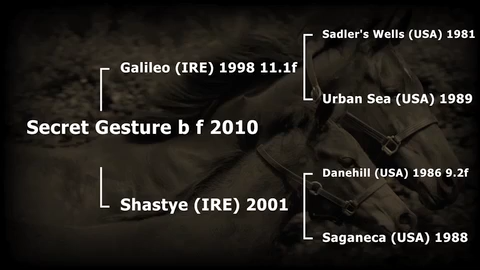 Sadler's Wells (USA) 1981
Galileo (IRE) 1998 11.1f
Urban Sea (USA) 1989
Secret Gesture b f 2010
Danehill (USA) 1986 9.2f
Shastye (IRE) 2001
Saganeca (USA) 1988